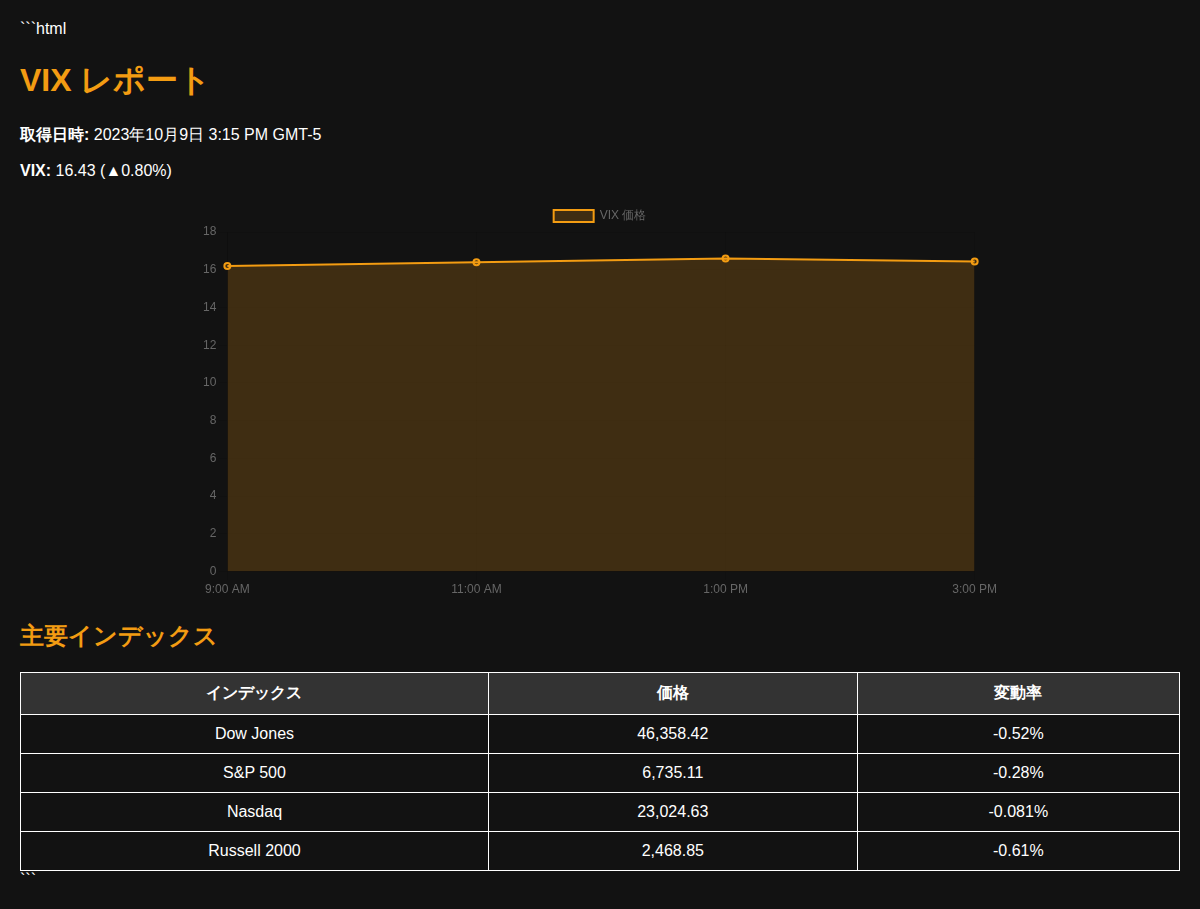 ```html
VIX レポート
取得日時: 2023年10月9日 3:15 PM GMT-5
VIX: 16.43 (▲0.80%)
VIX 価格
18
16
14
12
10
8
6
4
2
0
9:00 AM 11:00 AM 1:00 PM 3:00 PM
主要インデックス
インデックス 価格 変動率
Dow Jones 46,358.42 -0.52%
S&P 500 6,735.11 -0.28%
Nasdaq 23,024.63 -0.081%
Russell 2000 2,468.85 -0.61%
```